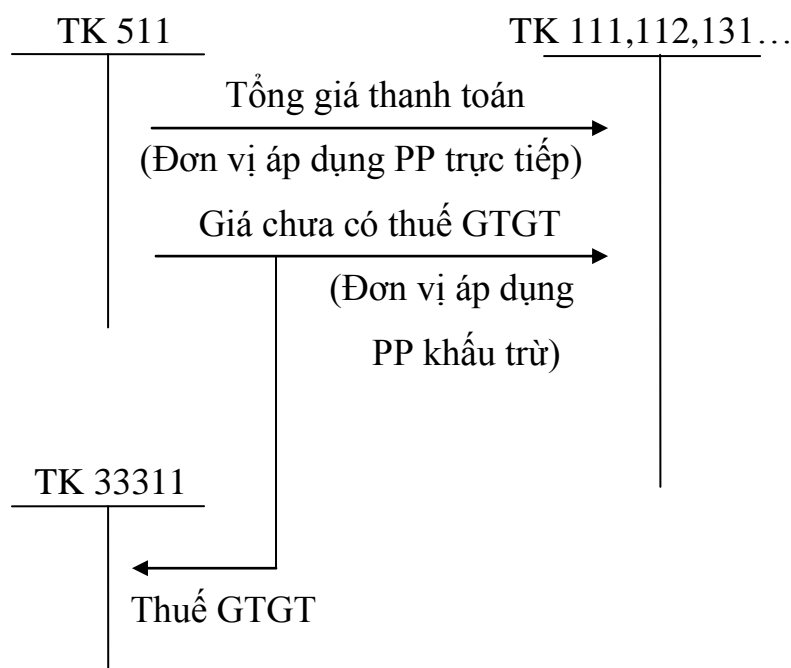 TK 511
TK 111,112,131…
Tổng giá thanh toán
(Đơn vị áp dụng PP trực tiếp)
Giá chưa có thuế GTGT
(Đơn vị áp dụng
PP khấu trừ)
TK 33311
Thuế GTGT